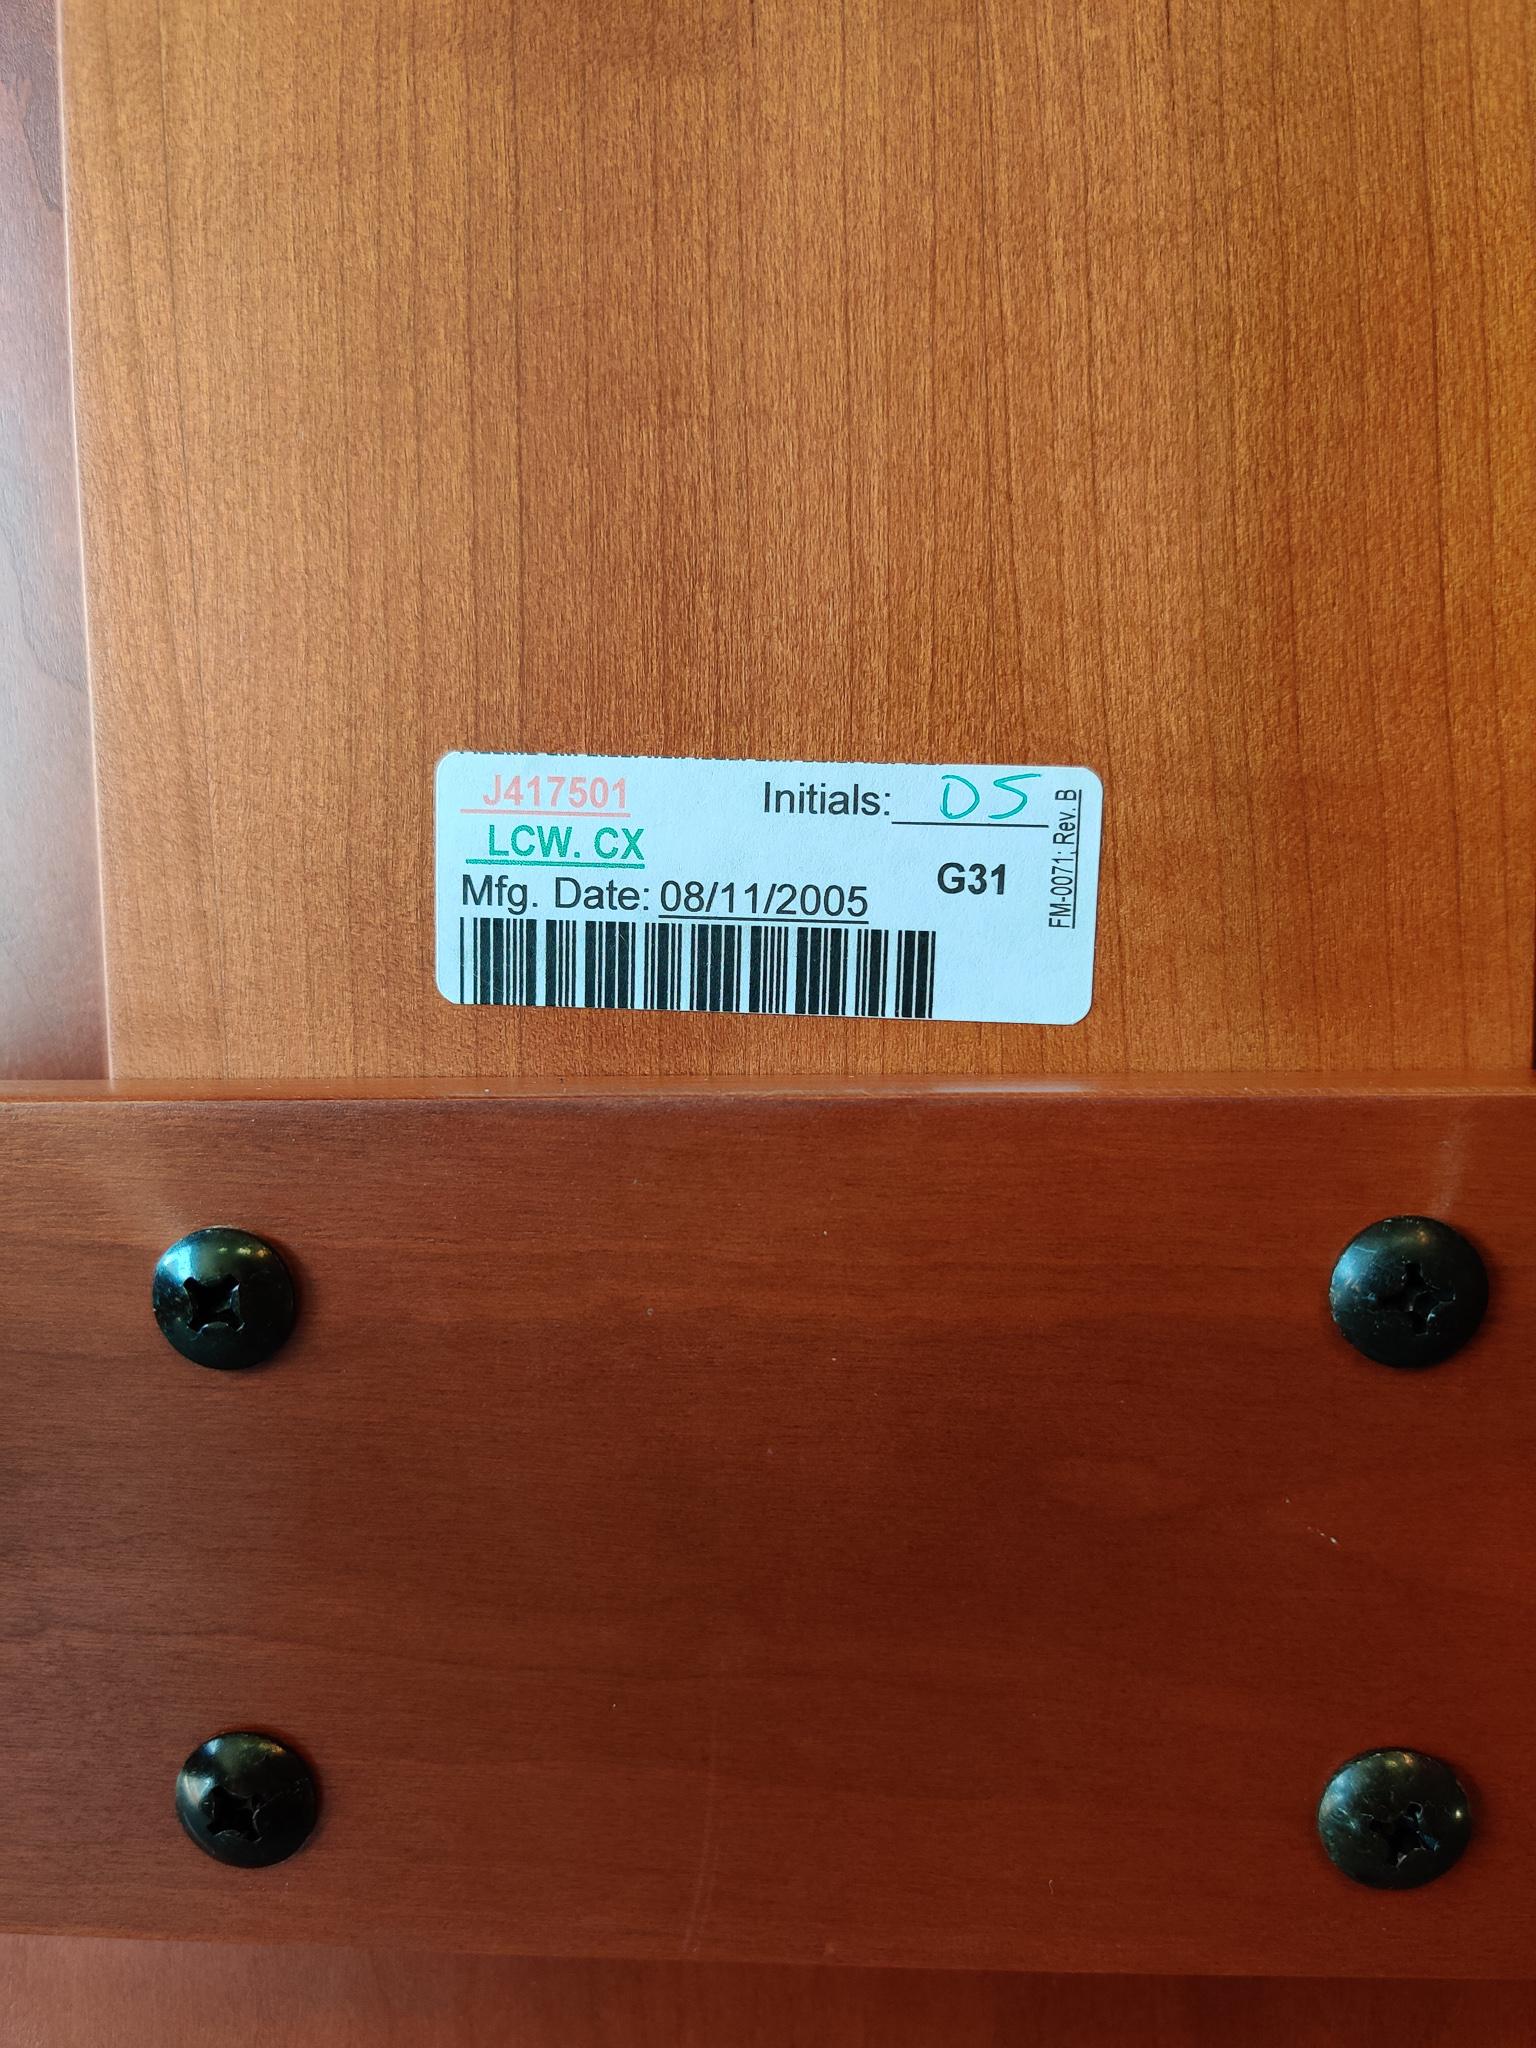 J417501
Initials: DS
LCW. CX
G31
Mfg. Date: 08/11/2005
FM-0071: Rev. B